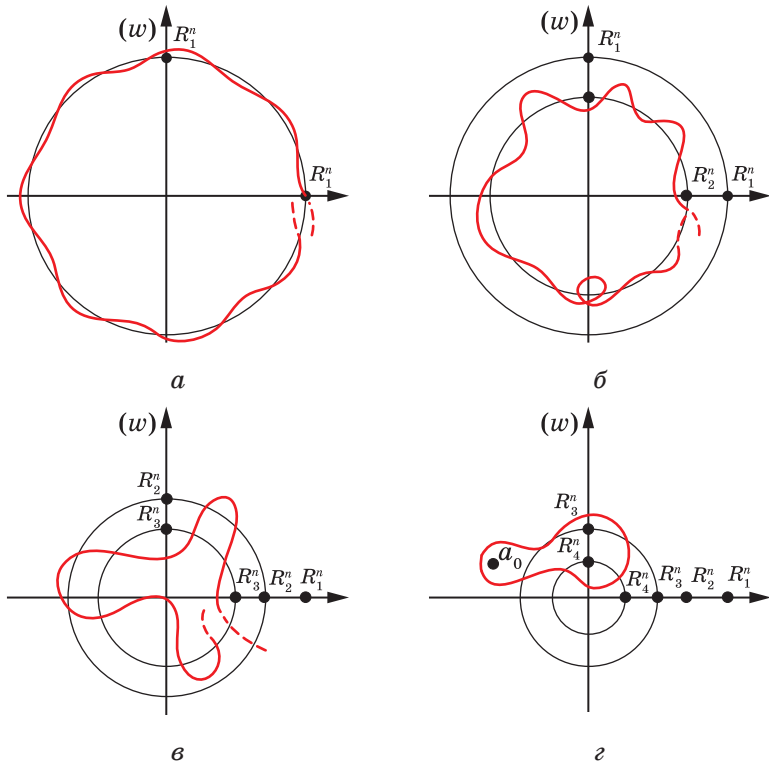 (w) R₁ⁿ
R₁ⁿ
а
(w) R₁ⁿ
R₂ⁿ R₁ⁿ
б
(w)
R₂ⁿ
R₃ⁿ
R₃ⁿ R₂ⁿ R₁ⁿ
в
(w)
R₃ⁿ
R₄ⁿ
a₀
R₄ⁿ R₃ⁿ R₂ⁿ R₁ⁿ
г